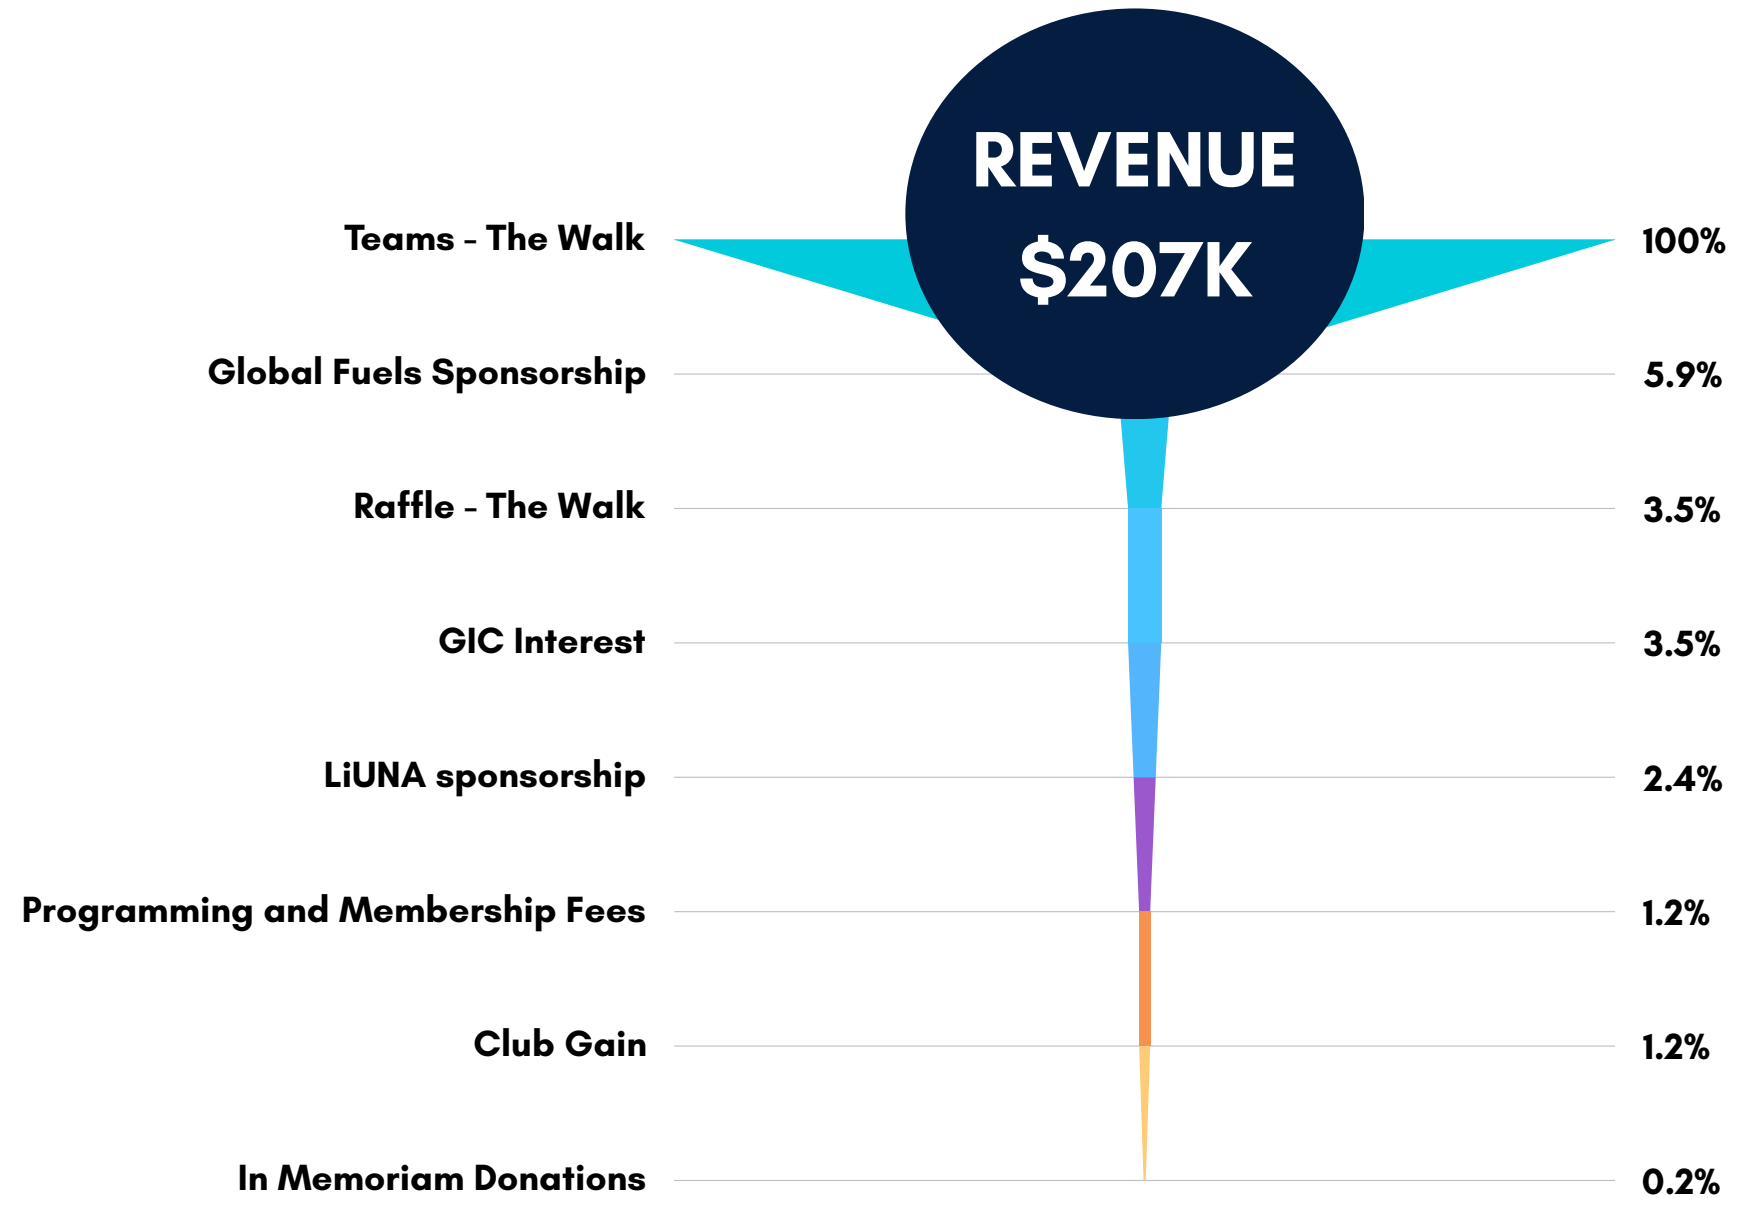 REVENUE
$207K
Teams - The Walk 100%
Global Fuels Sponsorship 5.9%
Raffle - The Walk 3.5%
GIC Interest 3.5%
LiUNA sponsorship 2.4%
Programming and Membership Fees 1.2%
Club Gain 1.2%
In Memoriam Donations 0.2%